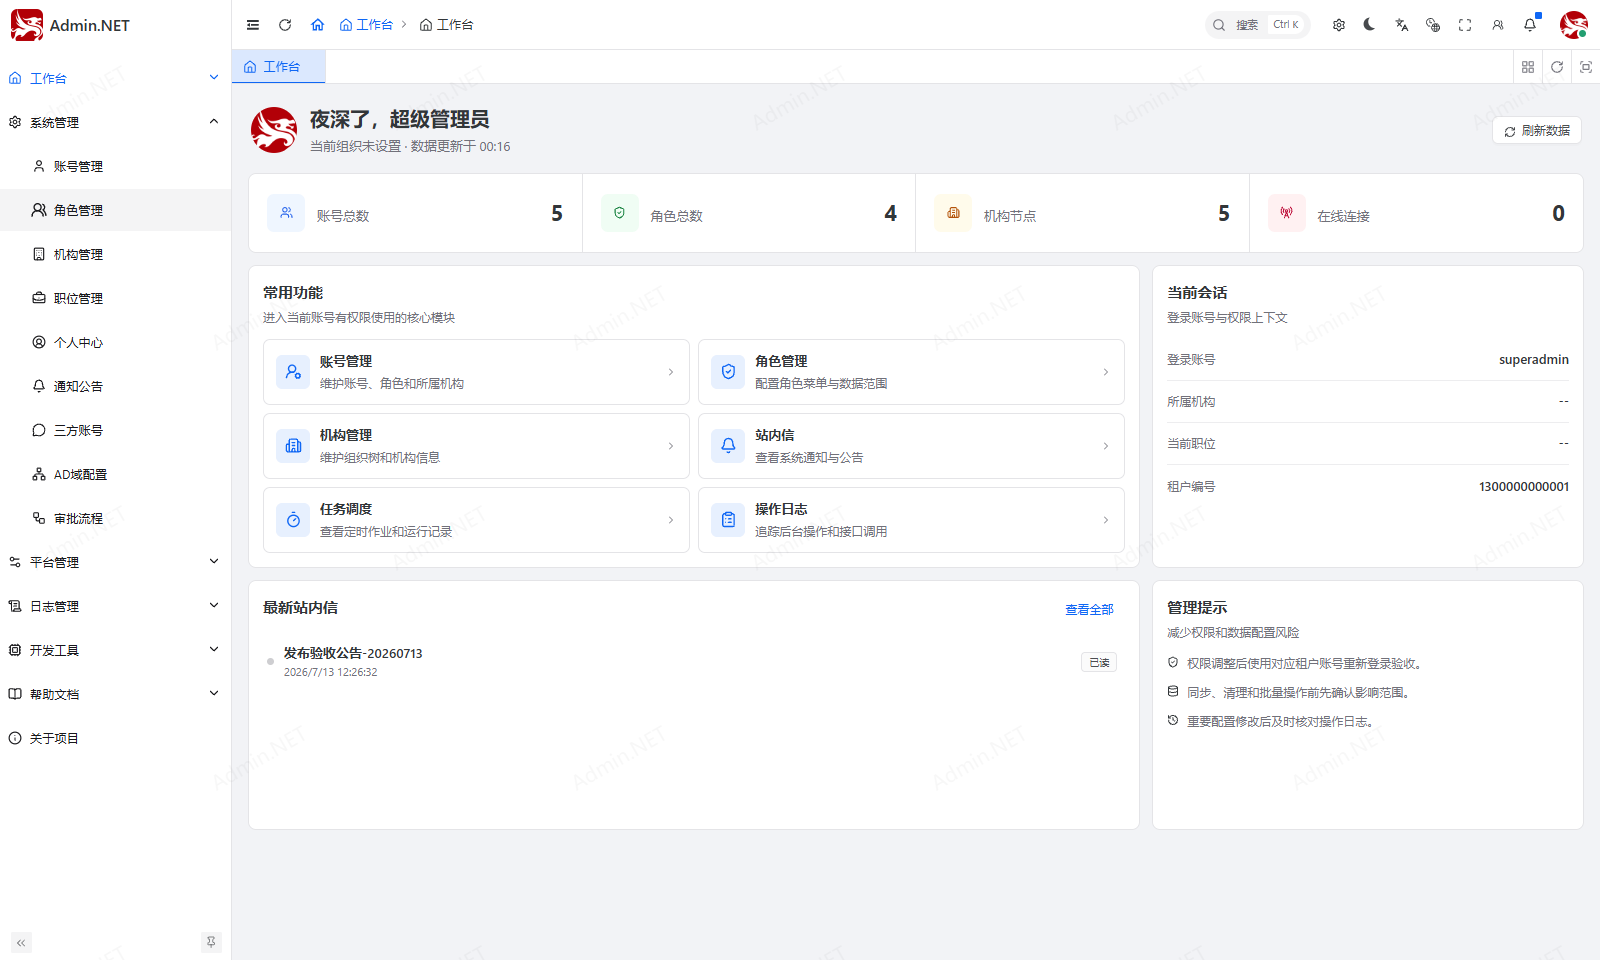 Admin.NET
工作台
系统管理
账号管理
角色管理
机构管理
职位管理
个人中心
通知公告
三方账号
AD域配置
审批流程
平台管理
日志管理
开发工具
帮助文档
关于项目
工作台
工作台
搜索 Ctrl K
工作台
夜深了，超级管理员
当前组织未设置 · 数据更新于 00:16
刷新数据
账号总数 5
角色总数 4
机构节点 5
在线连接 0
常用功能
进入当前账号有权限使用的核心模块
账号管理
维护账号、角色和所属机构
角色管理
配置角色菜单与数据范围
机构管理
维护组织树和机构信息
站内信
查看系统通知与公告
任务调度
查看定时作业和运行记录
操作日志
追踪后台操作和接口调用
当前会话
登录账号与权限上下文
登录账号 superadmin
所属机构 --
当前职位 --
租户编号 1300000000001
最新站内信
查看全部
发布验收公告-20260713
2026/7/13 12:26:32
已读
管理提示
减少权限和数据配置风险
权限调整后使用对应租户账号重新登录验收。
同步、清理和批量操作前先确认影响范围。
重要配置修改后及时核对操作日志。
Admin.NET